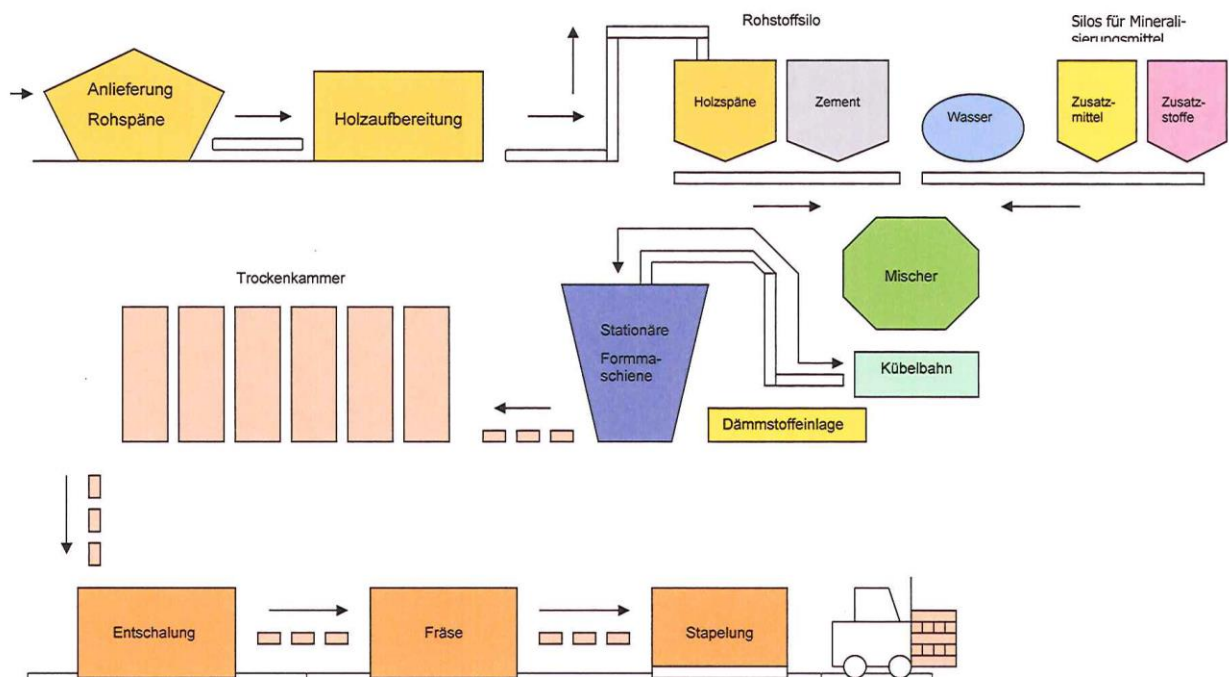 Rohstoffsilo
Silos für Minerali-
sierungsmittel
Anlieferung
Rohspäne
Holzaufbereitung
Holzspäne
Zement
Wasser
Zusatz-
mittel
Zusatz-
stoffe
Mischer
Trockenkammer
Stationäre
Formma-
schiene
Kübelbahn
Dämmstoffeinlage
Entschalung
Fräse
Stapelung